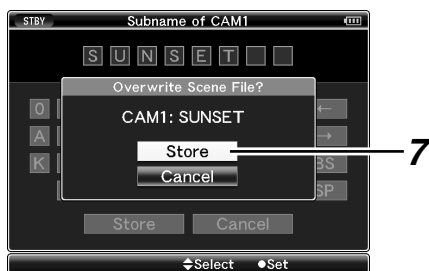 STBY Subname of CAM1
S U N S E T
Overwrite Scene File?
0 ←
CAM1: SUNSET
A →
Store 7
K BS
Cancel
SP
Store Cancel
Select Set